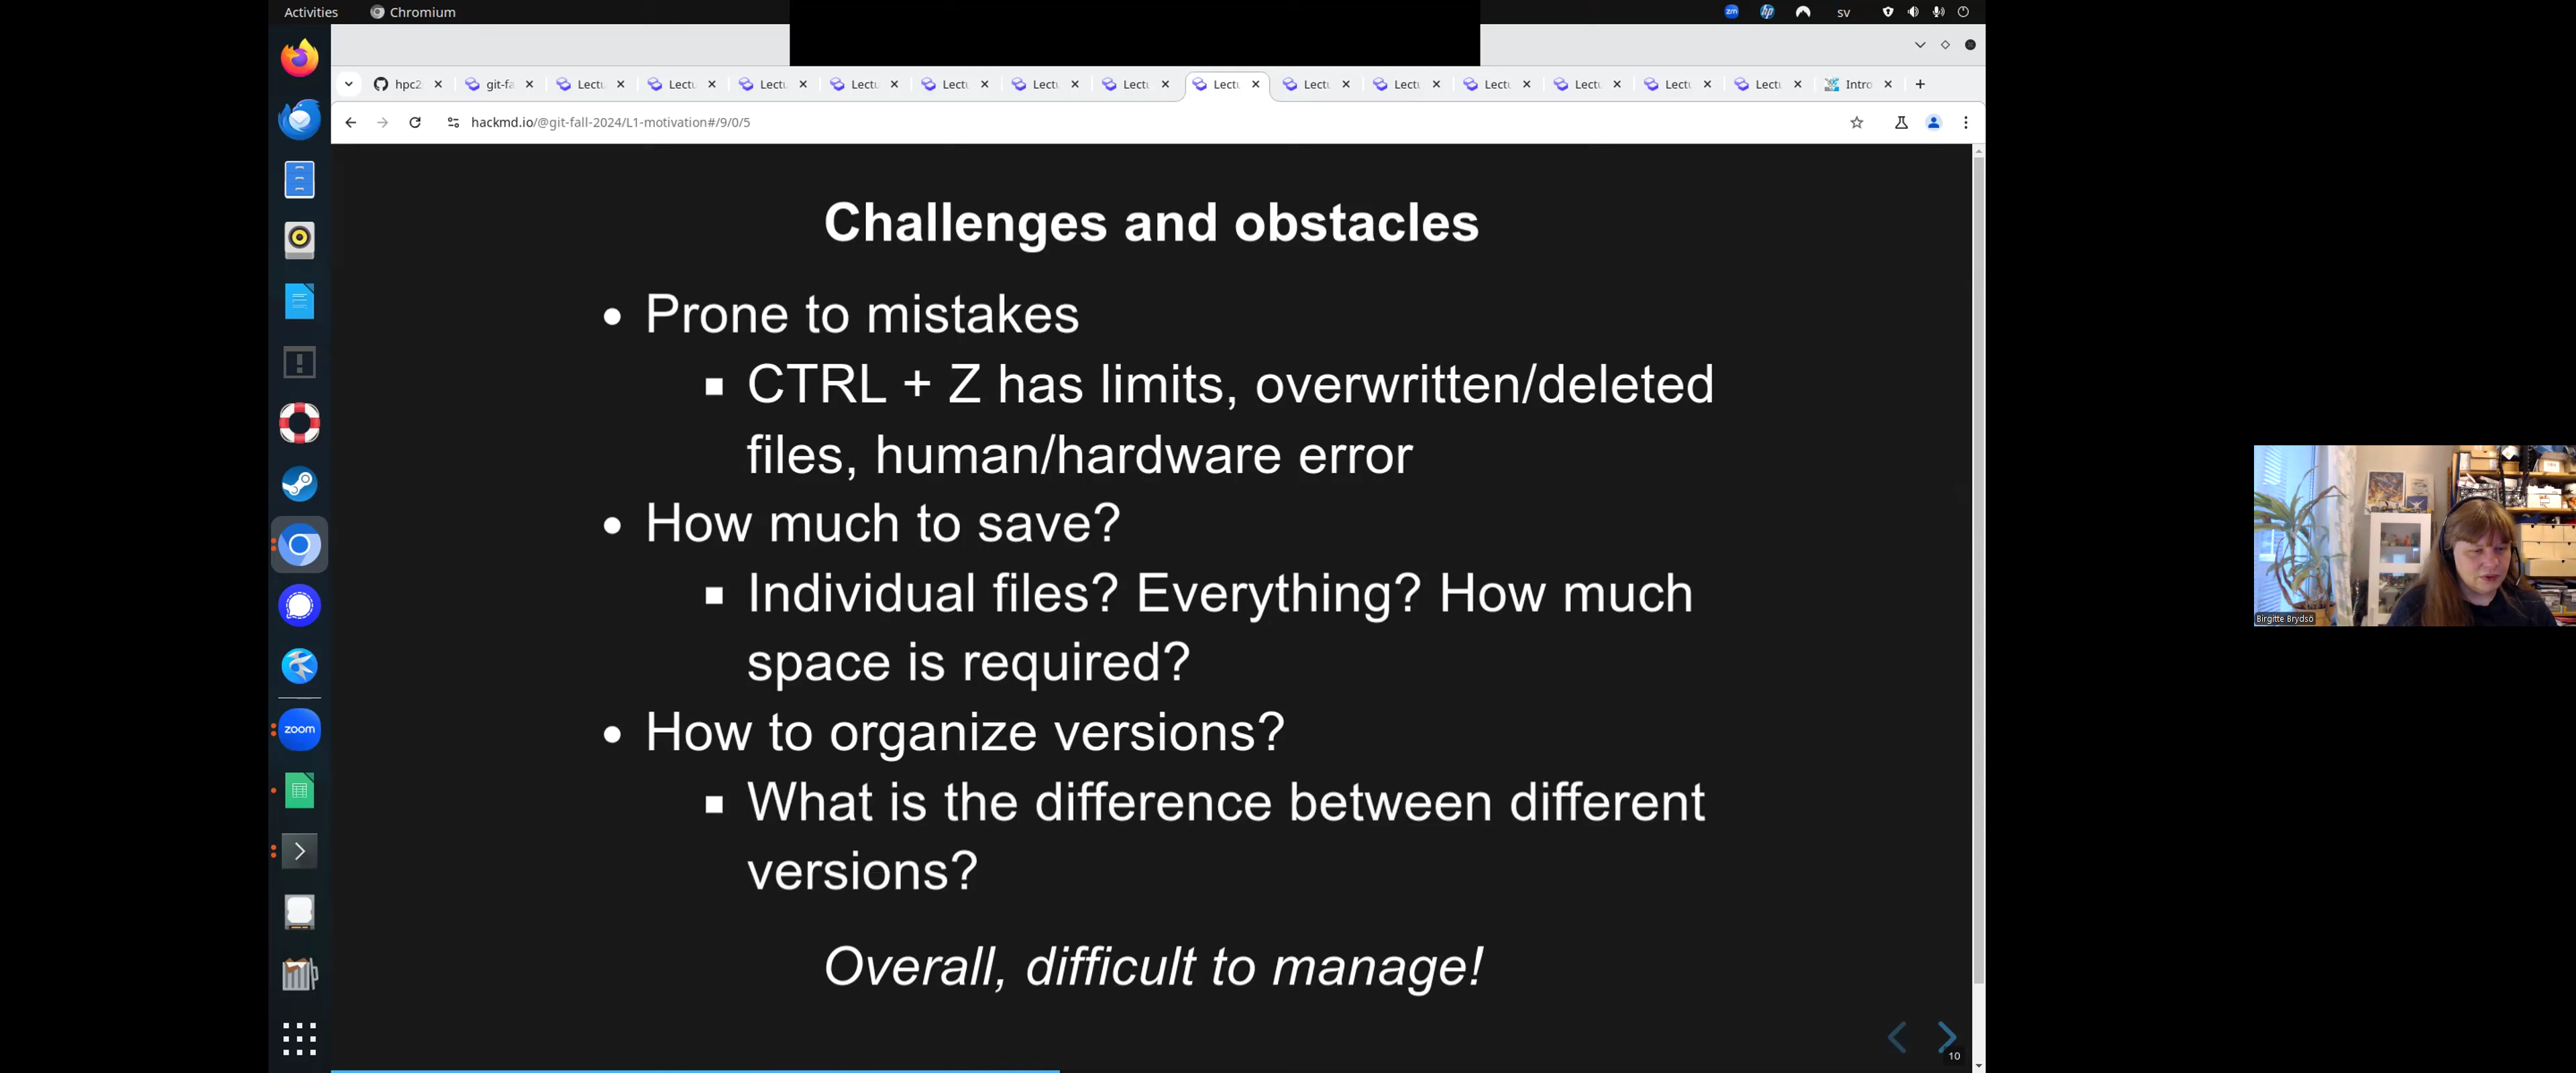 Activities
Chromium
sv
hpc2
git-fa
Lectu
Lectu
Lectu
Lectu
Lectu
Lectu
Lectu
Lectu
Lectu
Lectu
Lectu
Lectu
Lectu
Lectu
Intro
hackmd.io/@git-fall-2024/L1-motivation#/9/0/5
Challenges and obstacles
• Prone to mistakes
▪ CTRL + Z has limits, overwritten/deleted
files, human/hardware error
• How much to save?
▪ Individual files? Everything? How much
space is required?
• How to organize versions?
▪ What is the difference between different
versions?
Overall, difficult to manage!
10
zoom
Birgitte Brydsö